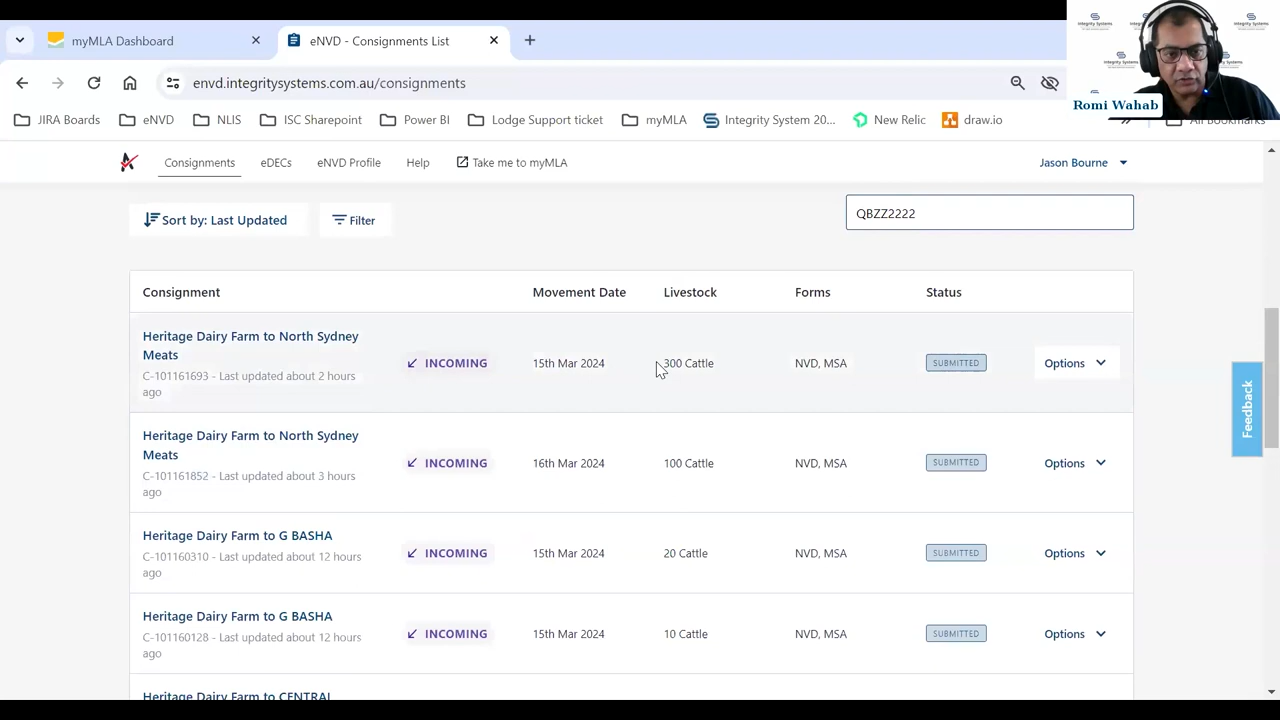 myMLA Dashboard
eNVD - Consignments List
envd.integritysystems.com.au/consignments
JIRA Boards
eNVD
NLIS
ISC Sharepoint
Power BI
Lodge Support ticket
myMLA
Integrity System 20...
New Relic
draw.io
All Bookmarks
Integrity Systems
Romi Wahab
Consignments
eDECs
eNVD Profile
Help
Take me to myMLA
Jason Bourne
Sort by: Last Updated
Filter
QBZZ2222
Consignment
Movement Date
Livestock
Forms
Status
Heritage Dairy Farm to North Sydney
Meats
C-101161693 - Last updated about 2 hours
ago
INCOMING
15th Mar 2024
300 Cattle
NVD, MSA
SUBMITTED
Options
Heritage Dairy Farm to North Sydney
Meats
C-101161852 - Last updated about 3 hours
ago
INCOMING
16th Mar 2024
100 Cattle
NVD, MSA
SUBMITTED
Options
Heritage Dairy Farm to G BASHA
C-101160310 - Last updated about 12 hours
ago
INCOMING
15th Mar 2024
20 Cattle
NVD, MSA
SUBMITTED
Options
Heritage Dairy Farm to G BASHA
C-101160128 - Last updated about 12 hours
ago
INCOMING
15th Mar 2024
10 Cattle
NVD, MSA
SUBMITTED
Options
Heritage Dairy Farm to CENTRAL
Feedback